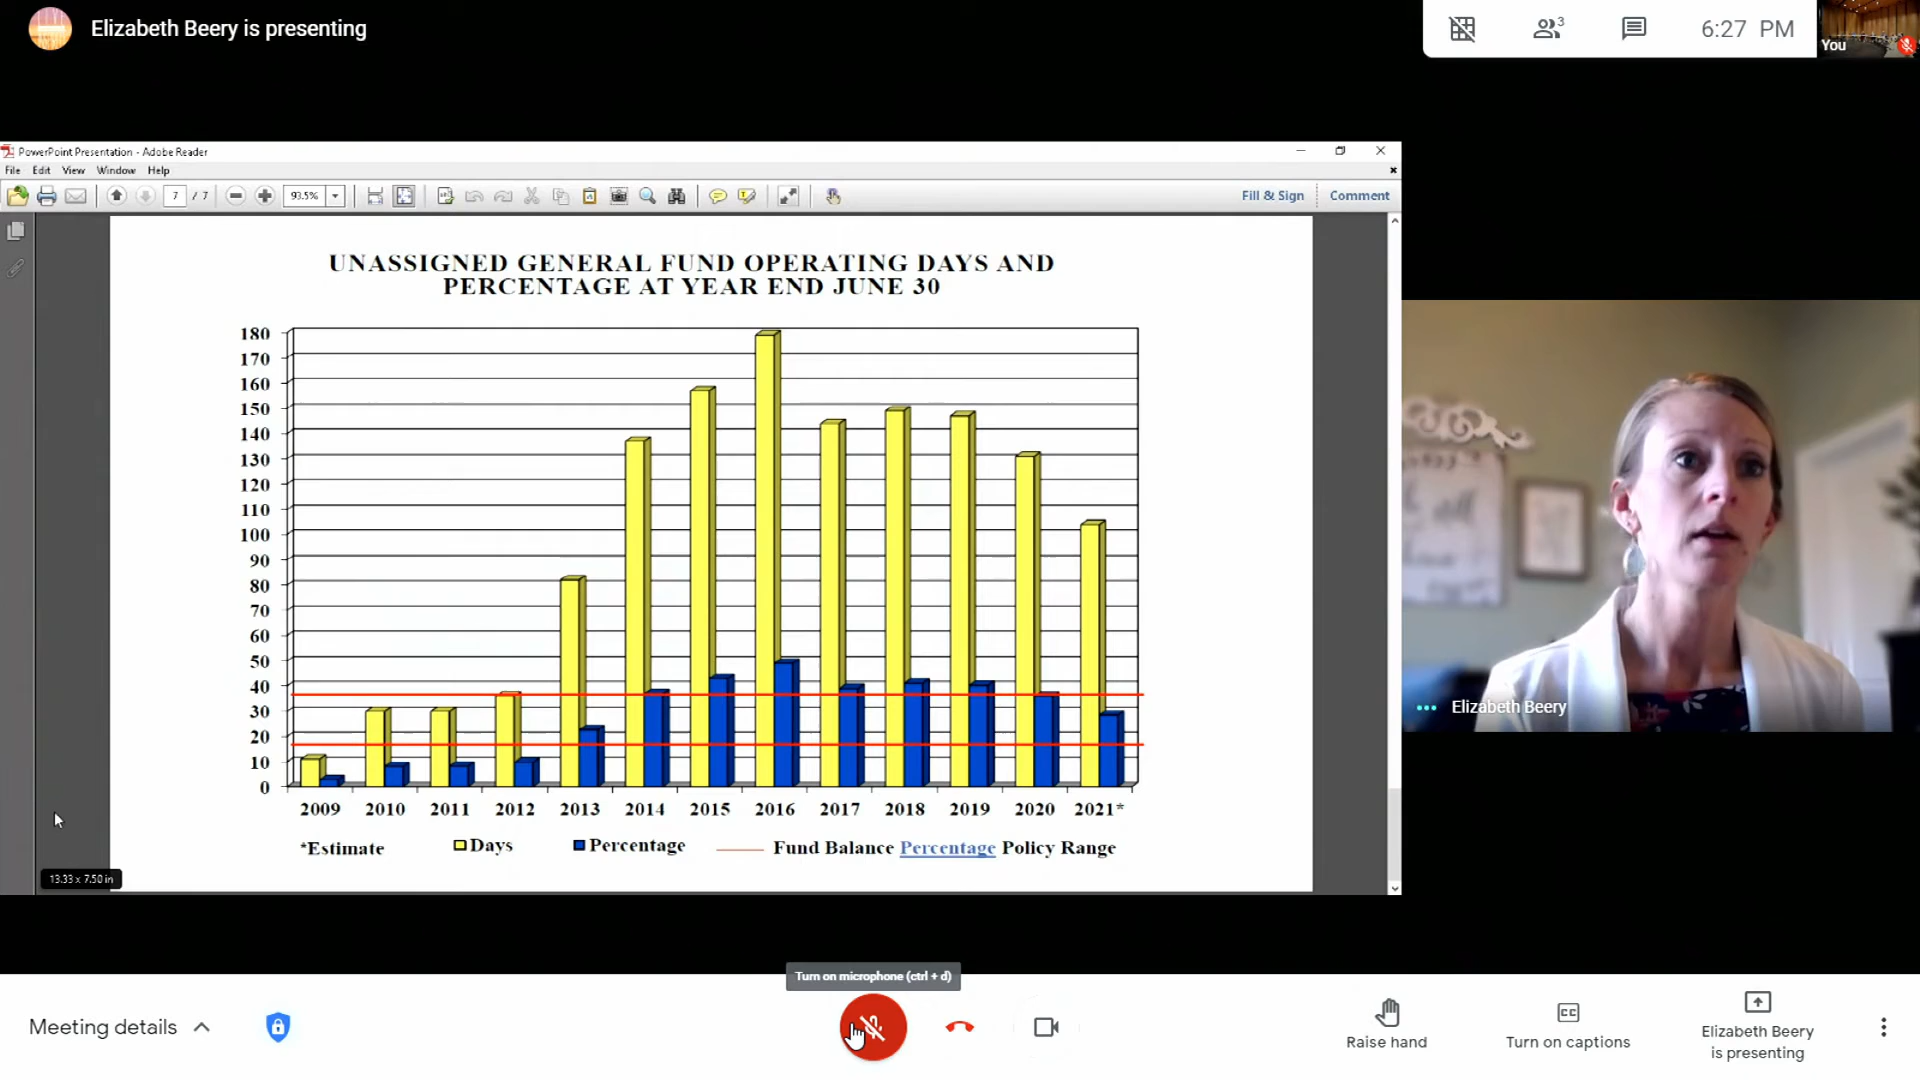 Elizabeth Beery is presenting
3
6:27 PM
You
PowerPoint Presentation - Adobe Reader
File Edit View Window Help
7 / 7
93.5%
Fill & Sign
Comment
UNASSIGNED GENERAL FUND OPERATING DAYS AND
PERCENTAGE AT YEAR END JUNE 30
180
170
160
150
140
130
120
110
100
90
80
70
60
50
40
30
20
10
0
2009 2010 2011 2012 2013 2014 2015 2016 2017 2018 2019 2020 2021*
*Estimate Days Percentage Fund Balance Percentage Policy Range
13.33 x 7.50 in
Elizabeth Beery
Turn on microphone (ctrl + d)
Meeting details
Raise hand
CC
Turn on captions
Elizabeth Beery
is presenting